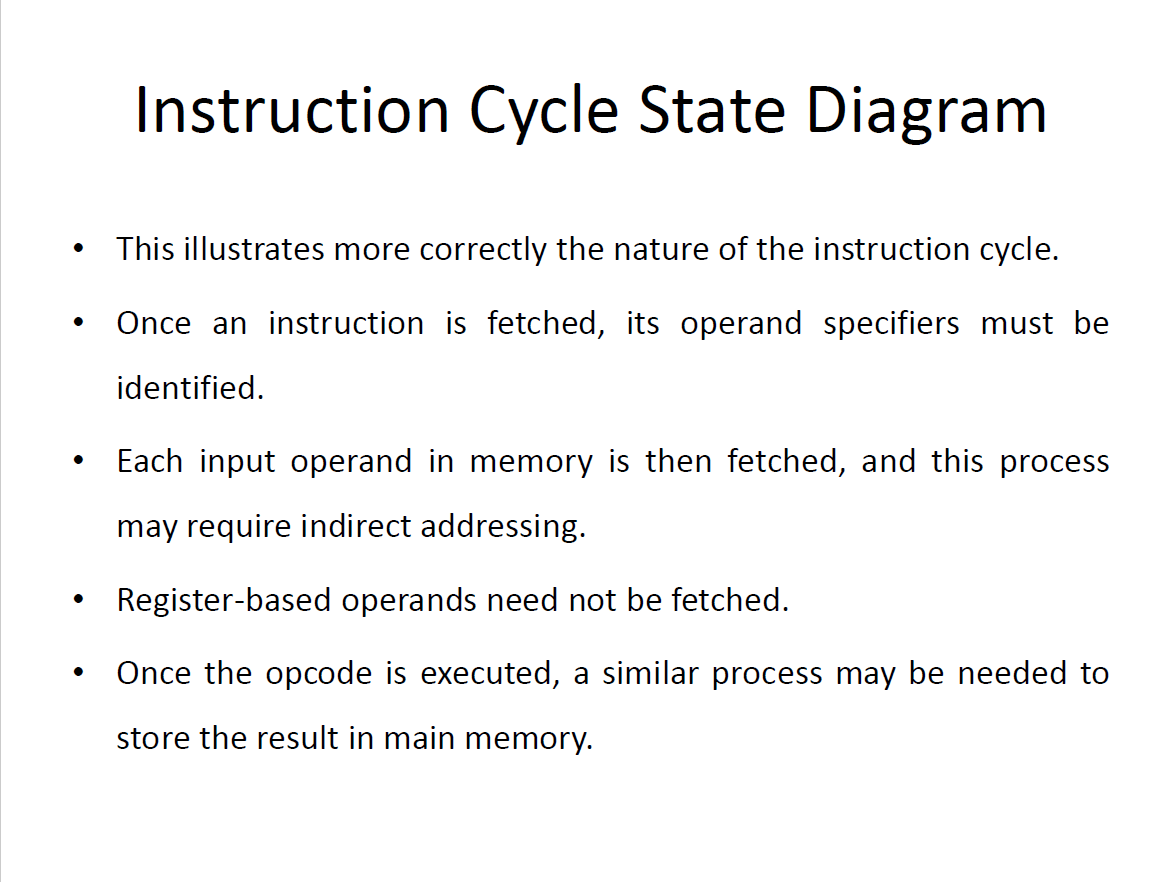 Instruction Cycle State Diagram
• This illustrates more correctly the nature of the instruction cycle.
• Once an instruction is fetched, its operand specifiers must be
identified.
• Each input operand in memory is then fetched, and this process
may require indirect addressing.
• Register-based operands need not be fetched.
• Once the opcode is executed, a similar process may be needed to
store the result in main memory.